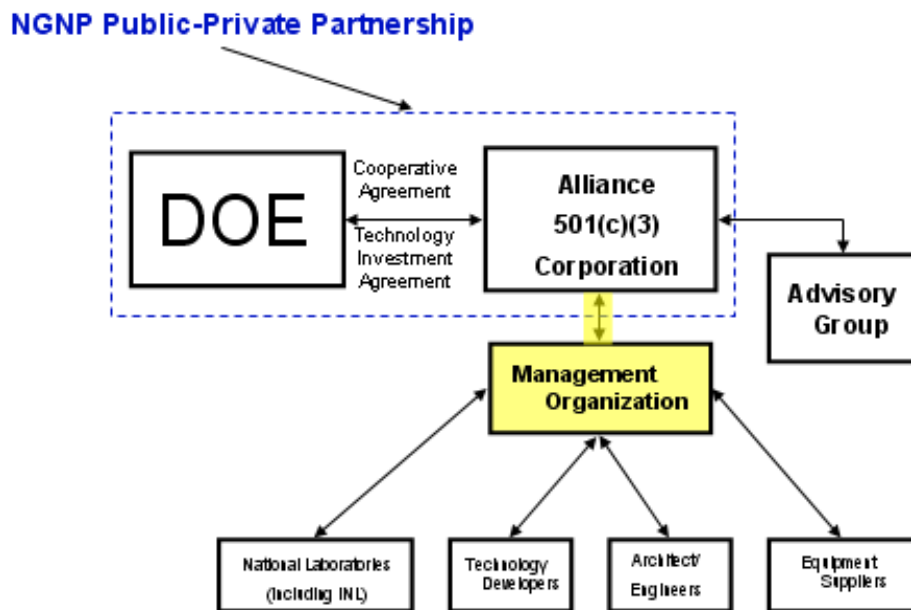 NGNP Public-Private Partnership
DOE
Cooperative
Agreement
Technology
Investment
Agreement
Alliance
501(c)(3)
Corporation
Advisory
Group
Management
Organization
National Laboratories
(Including INL)
Technology
Developers
Architect/
Engineers
Equipment
Suppliers